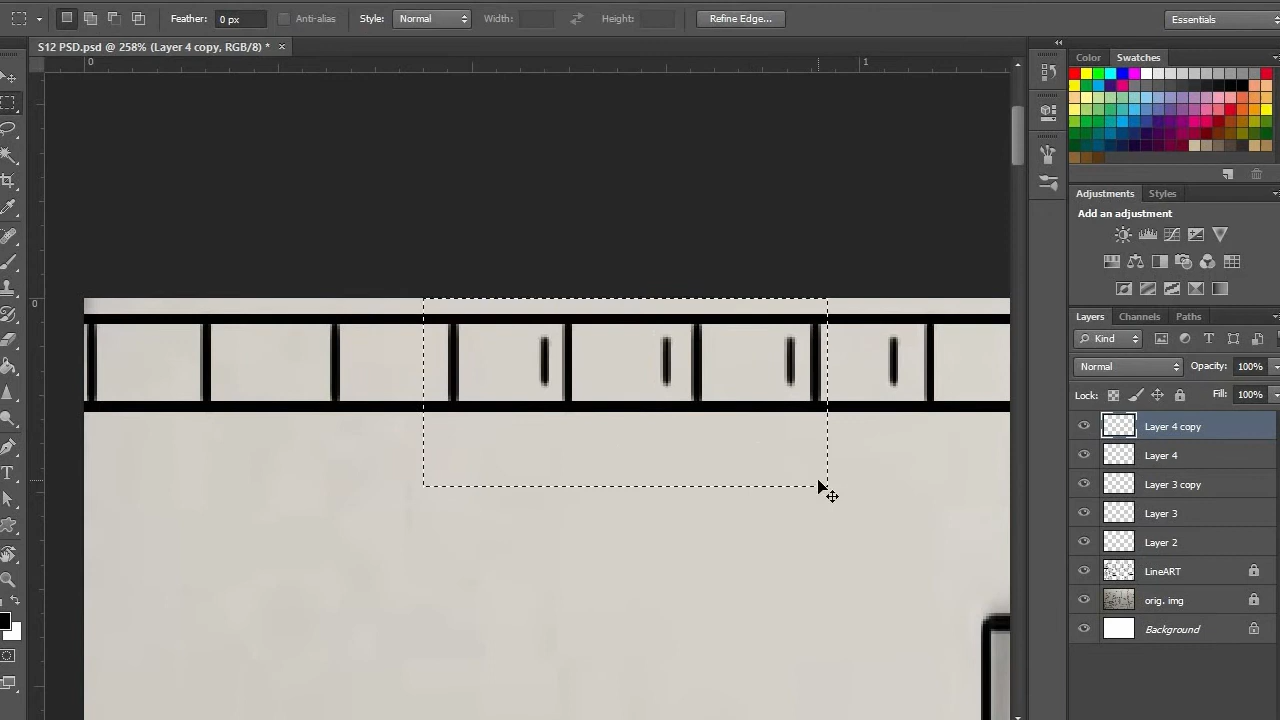 Feather: 0 px Anti-alias Style: Normal Width: Height: Refine Edge... Essentials
S12 PSD.psd @ 258% (Layer 4 copy, RGB/8) * ×
0 1
0
Color Swatches
Adjustments Styles
Add an adjustment
Layers Channels Paths
Kind
Normal Opacity: 100%
Lock: Fill: 100%
Layer 4 copy
Layer 4
Layer 3 copy
Layer 3
Layer 2
LineART
orig. img
Background